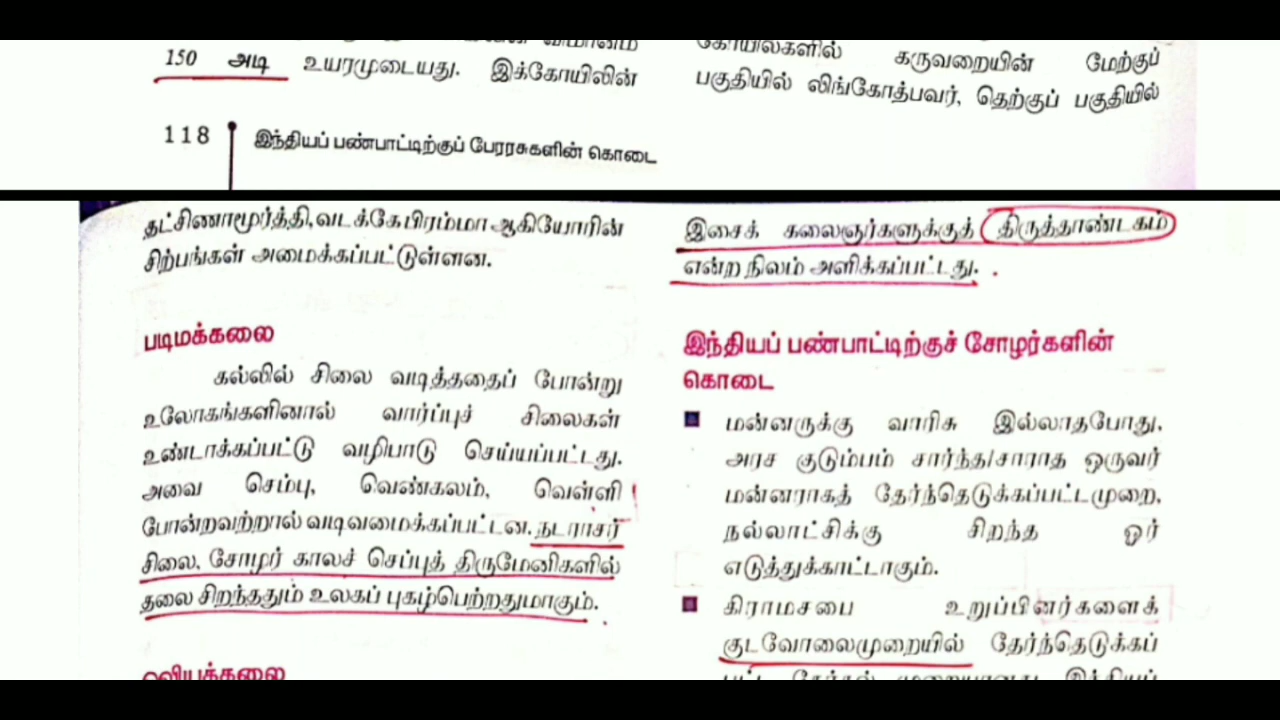 விமானம்
150 அடி உயரமுடையது. இக்கோயிலின்
கோயில்களில் கருவறையின் மேற்குப்
பகுதியில் லிங்கோத்பவர், தெற்குப் பகுதியில்
118 இந்தியப் பண்பாட்டிற்குப் பேரரசுகளின் கொடை
தட்சிணாமூர்த்தி, வடக்கே பிரம்மா ஆகியோரின்
சிற்பங்கள் அமைக்கப்பட்டுள்ளன.
படிமக்கலை
கல்லில் சிலை வடித்ததைப் போன்று
உலோகங்களினால் வார்ப்புச் சிலைகள்
உண்டாக்கப்பட்டு வழிபாடு செய்யப்பட்டது.
அவை செம்பு, வெண்கலம், வெள்ளி
போன்றவற்றால் வடிவமைக்கப்பட்டன. நடராசர்
சிலை, சோழர் காலச் செப்புத் திருமேனிகளில்
தலை சிறந்ததும் உலகப் புகழ்பெற்றதுமாகும்.
ஓவியக்கலை
இசைக் கலைஞர்களுக்குத் திருத்தாண்டகம்
என்ற நிலம் அளிக்கப்பட்டது.
இந்தியப் பண்பாட்டிற்குச் சோழர்களின்
கொடை
மன்னருக்கு வாரிசு இல்லாதபோது,
அரச குடும்பம் சார்ந்த/சாராத ஒருவர்
மன்னராகத் தேர்ந்தெடுக்கப்பட்டமுறை,
நல்லாட்சிக்கு சிறந்த ஓர்
எடுத்துக்காட்டாகும்.
கிராமசபை உறுப்பினர்களைக்
குடவோலைமுறையில் தேர்ந்தெடுக்கப்